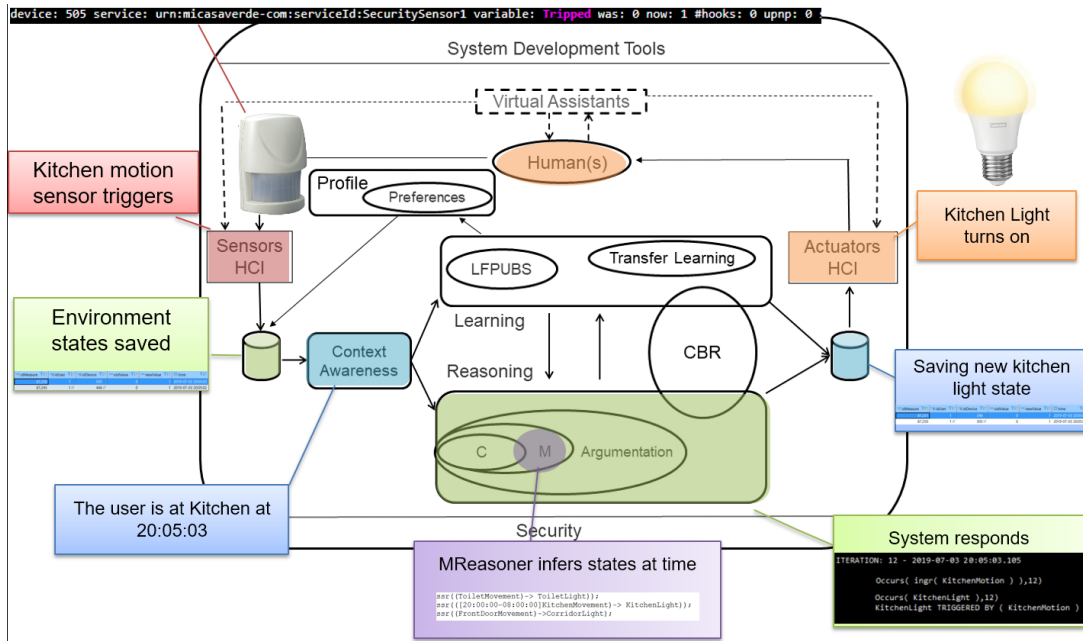 device: 505 service: urn:micasaverde-com:serviceId:SecuritySensor1 variable: Tripped was: 0 now: 1 #hooks: 0 upnp: 0
System Development Tools
Virtual Assistants
Human(s)
Kitchen motion
sensor triggers
Profile
Preferences
Kitchen Light
turns on
Sensors
HCI
Actuators
HCI
LFPUBS
Transfer Learning
Environment
states saved
Learning
Context
Awareness
CBR
Reasoning
Saving new kitchen
light state
C
M
Argumentation
The user is at Kitchen at
20:05:03
Security
MReasoner infers states at time
ssr((ToiletMovement)-> ToiletLight));
ssr(([20:00:00-08:00:00]KitchenMovement)-> KitchenLight));
ssr((FrontDoorMovement)->CorridorLight);
System responds
ITERATION: 12 - 2019-07-03 20:05:03.105
Occurs( ingr( KitchenMotion ) ),12)
Occurs( KitchenLight ),12)
KitchenLight TRIGGERED BY ( KitchenMotion )